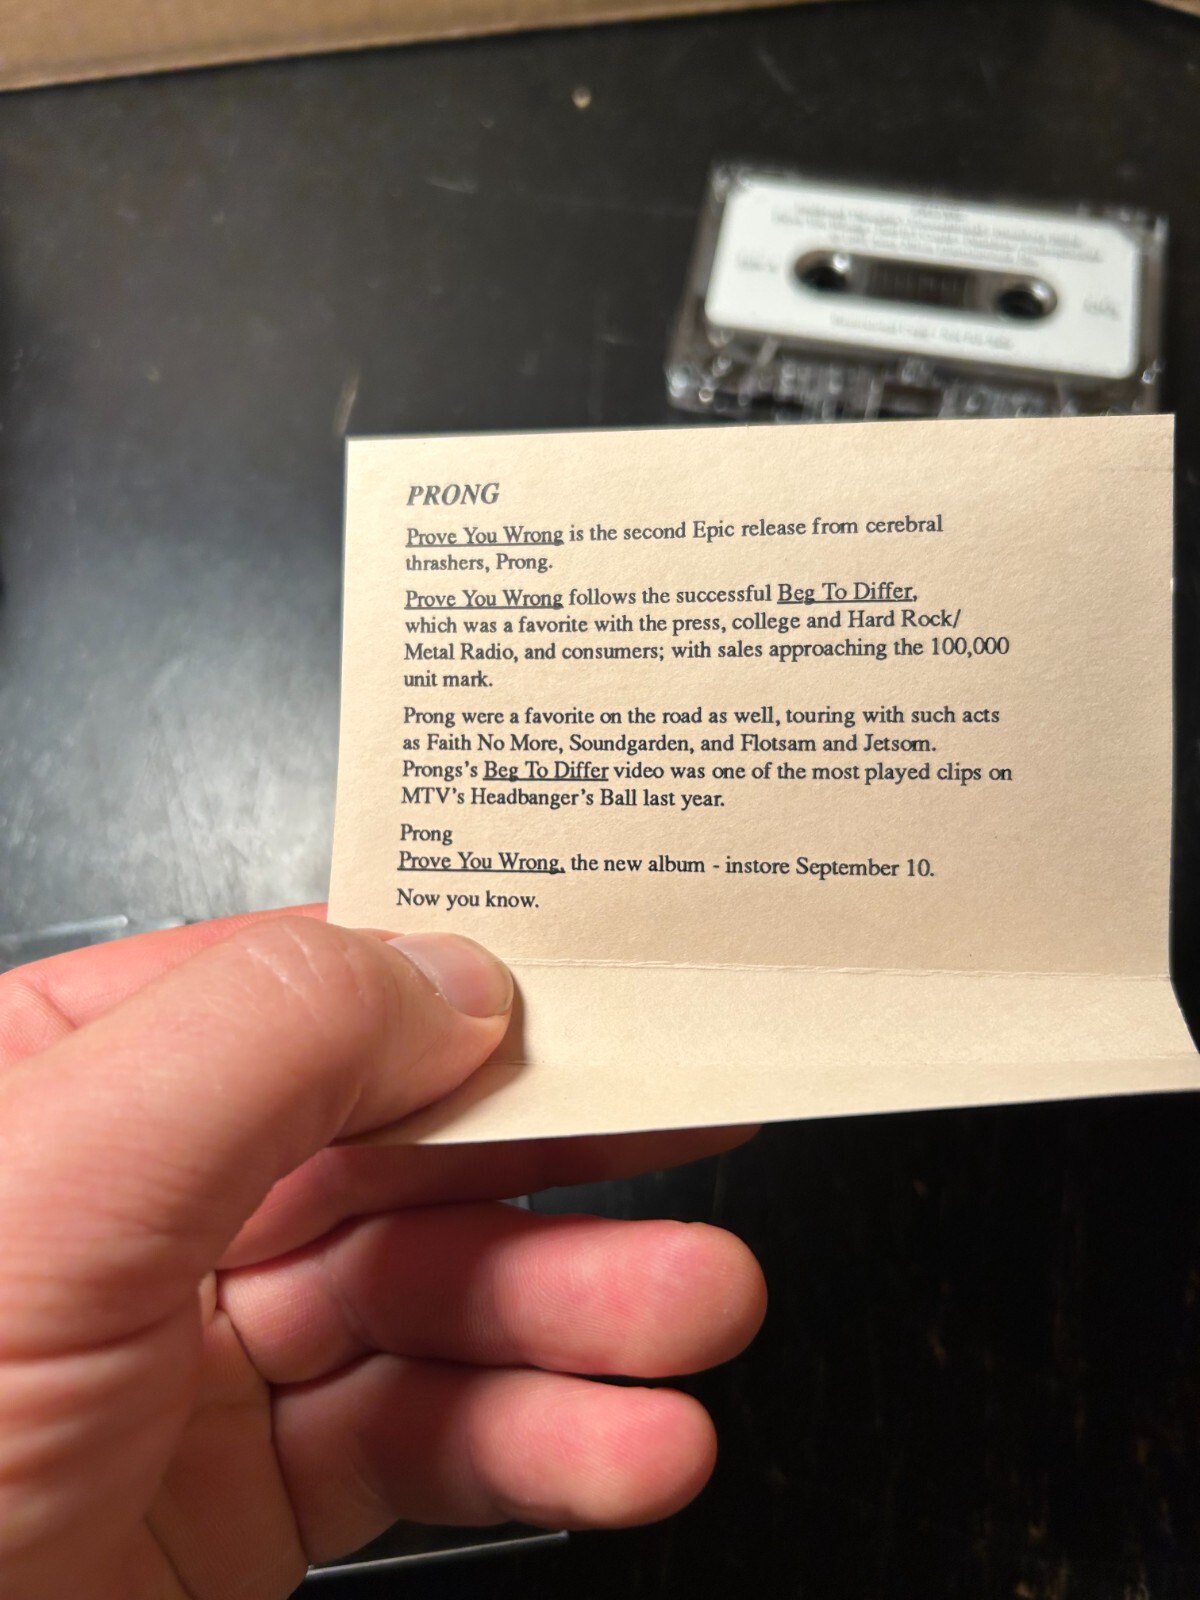 PRONG
Prove You Wrong is the second Epic release from cerebral
thrashers, Prong.
Prove You Wrong follows the successful Beg To Differ,
which was a favorite with the press, college and Hard Rock/
Metal Radio, and consumers; with sales approaching the 100,000
unit mark.
Prong were a favorite on the road as well, touring with such acts
as Faith No More, Soundgarden, and Flotsam and Jetsom.
Prongs's Beg To Differ video was one of the most played clips on
MTV's Headbanger's Ball last year.
Prong
Prove You Wrong, the new album - instore September 10.
Now you know.